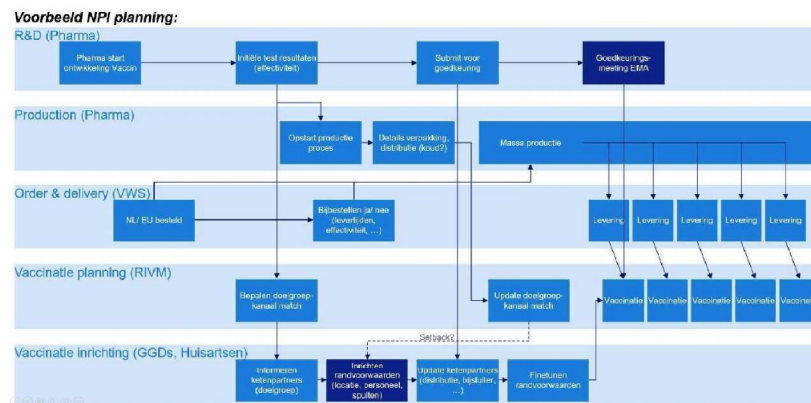 Voorbeeld NPI planning:
R&D (Pharma)
Pharma start
ontwikkeling Vaccin
Initiële test resultaten
(effectiviteit)
Submit voor
goedkeuring
Goedkeurings-
meeting EMA
Production (Pharma)
Opstart productie
proces
Details verpakking,
distributie (koud?)
Massa productie
Order & delivery (VWS)
NL/ EU besteld
Bijbestellen ja/ nee
(levertijden,
effectiviteit, ...)
Levering
Levering
Levering
Levering
Levering
Vaccinatie planning (RIVM)
Bepalen doelgroep-
kanaal match
Update doelgroep-
kanaal match
Vaccinatie
Vaccinatie
Vaccinatie
Vaccinatie
Vaccinati
Setback?
Vaccinatie inrichting (GGDs, Huisartsen)
Informeren
ketenpartners
(doelgroep)
Inrichten
randvoorwaarden
(locatie, personeel,
spuiten)
Update ketenpartners
(distributie, bijsluiter,
...)
Finetunen
randvoorwaarden